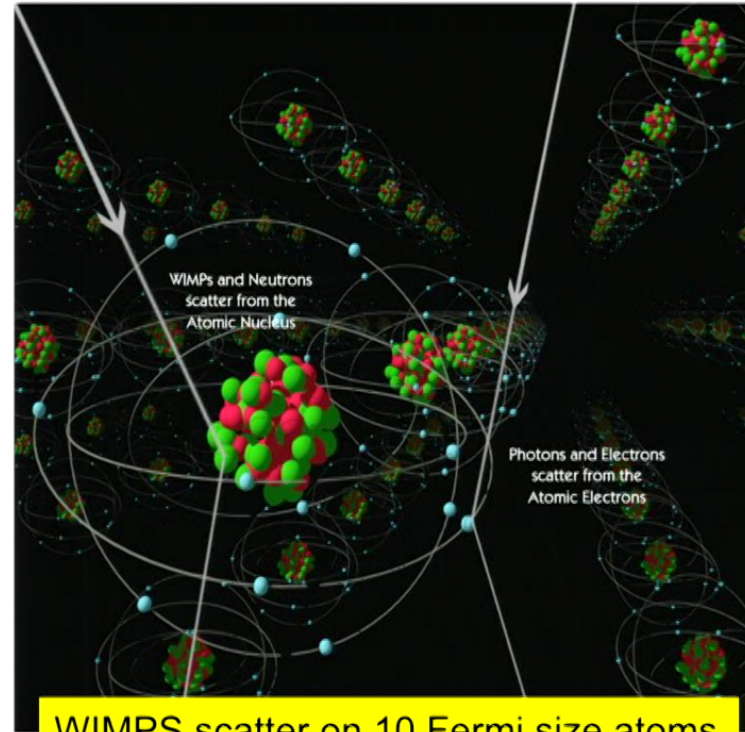 WIMPs and Neutrons
scatter from the
Atomic Nucleus
Photons and Electrons
scatter from the
Atomic Electrons
WIMPS scatter on 10 Fermi size atoms